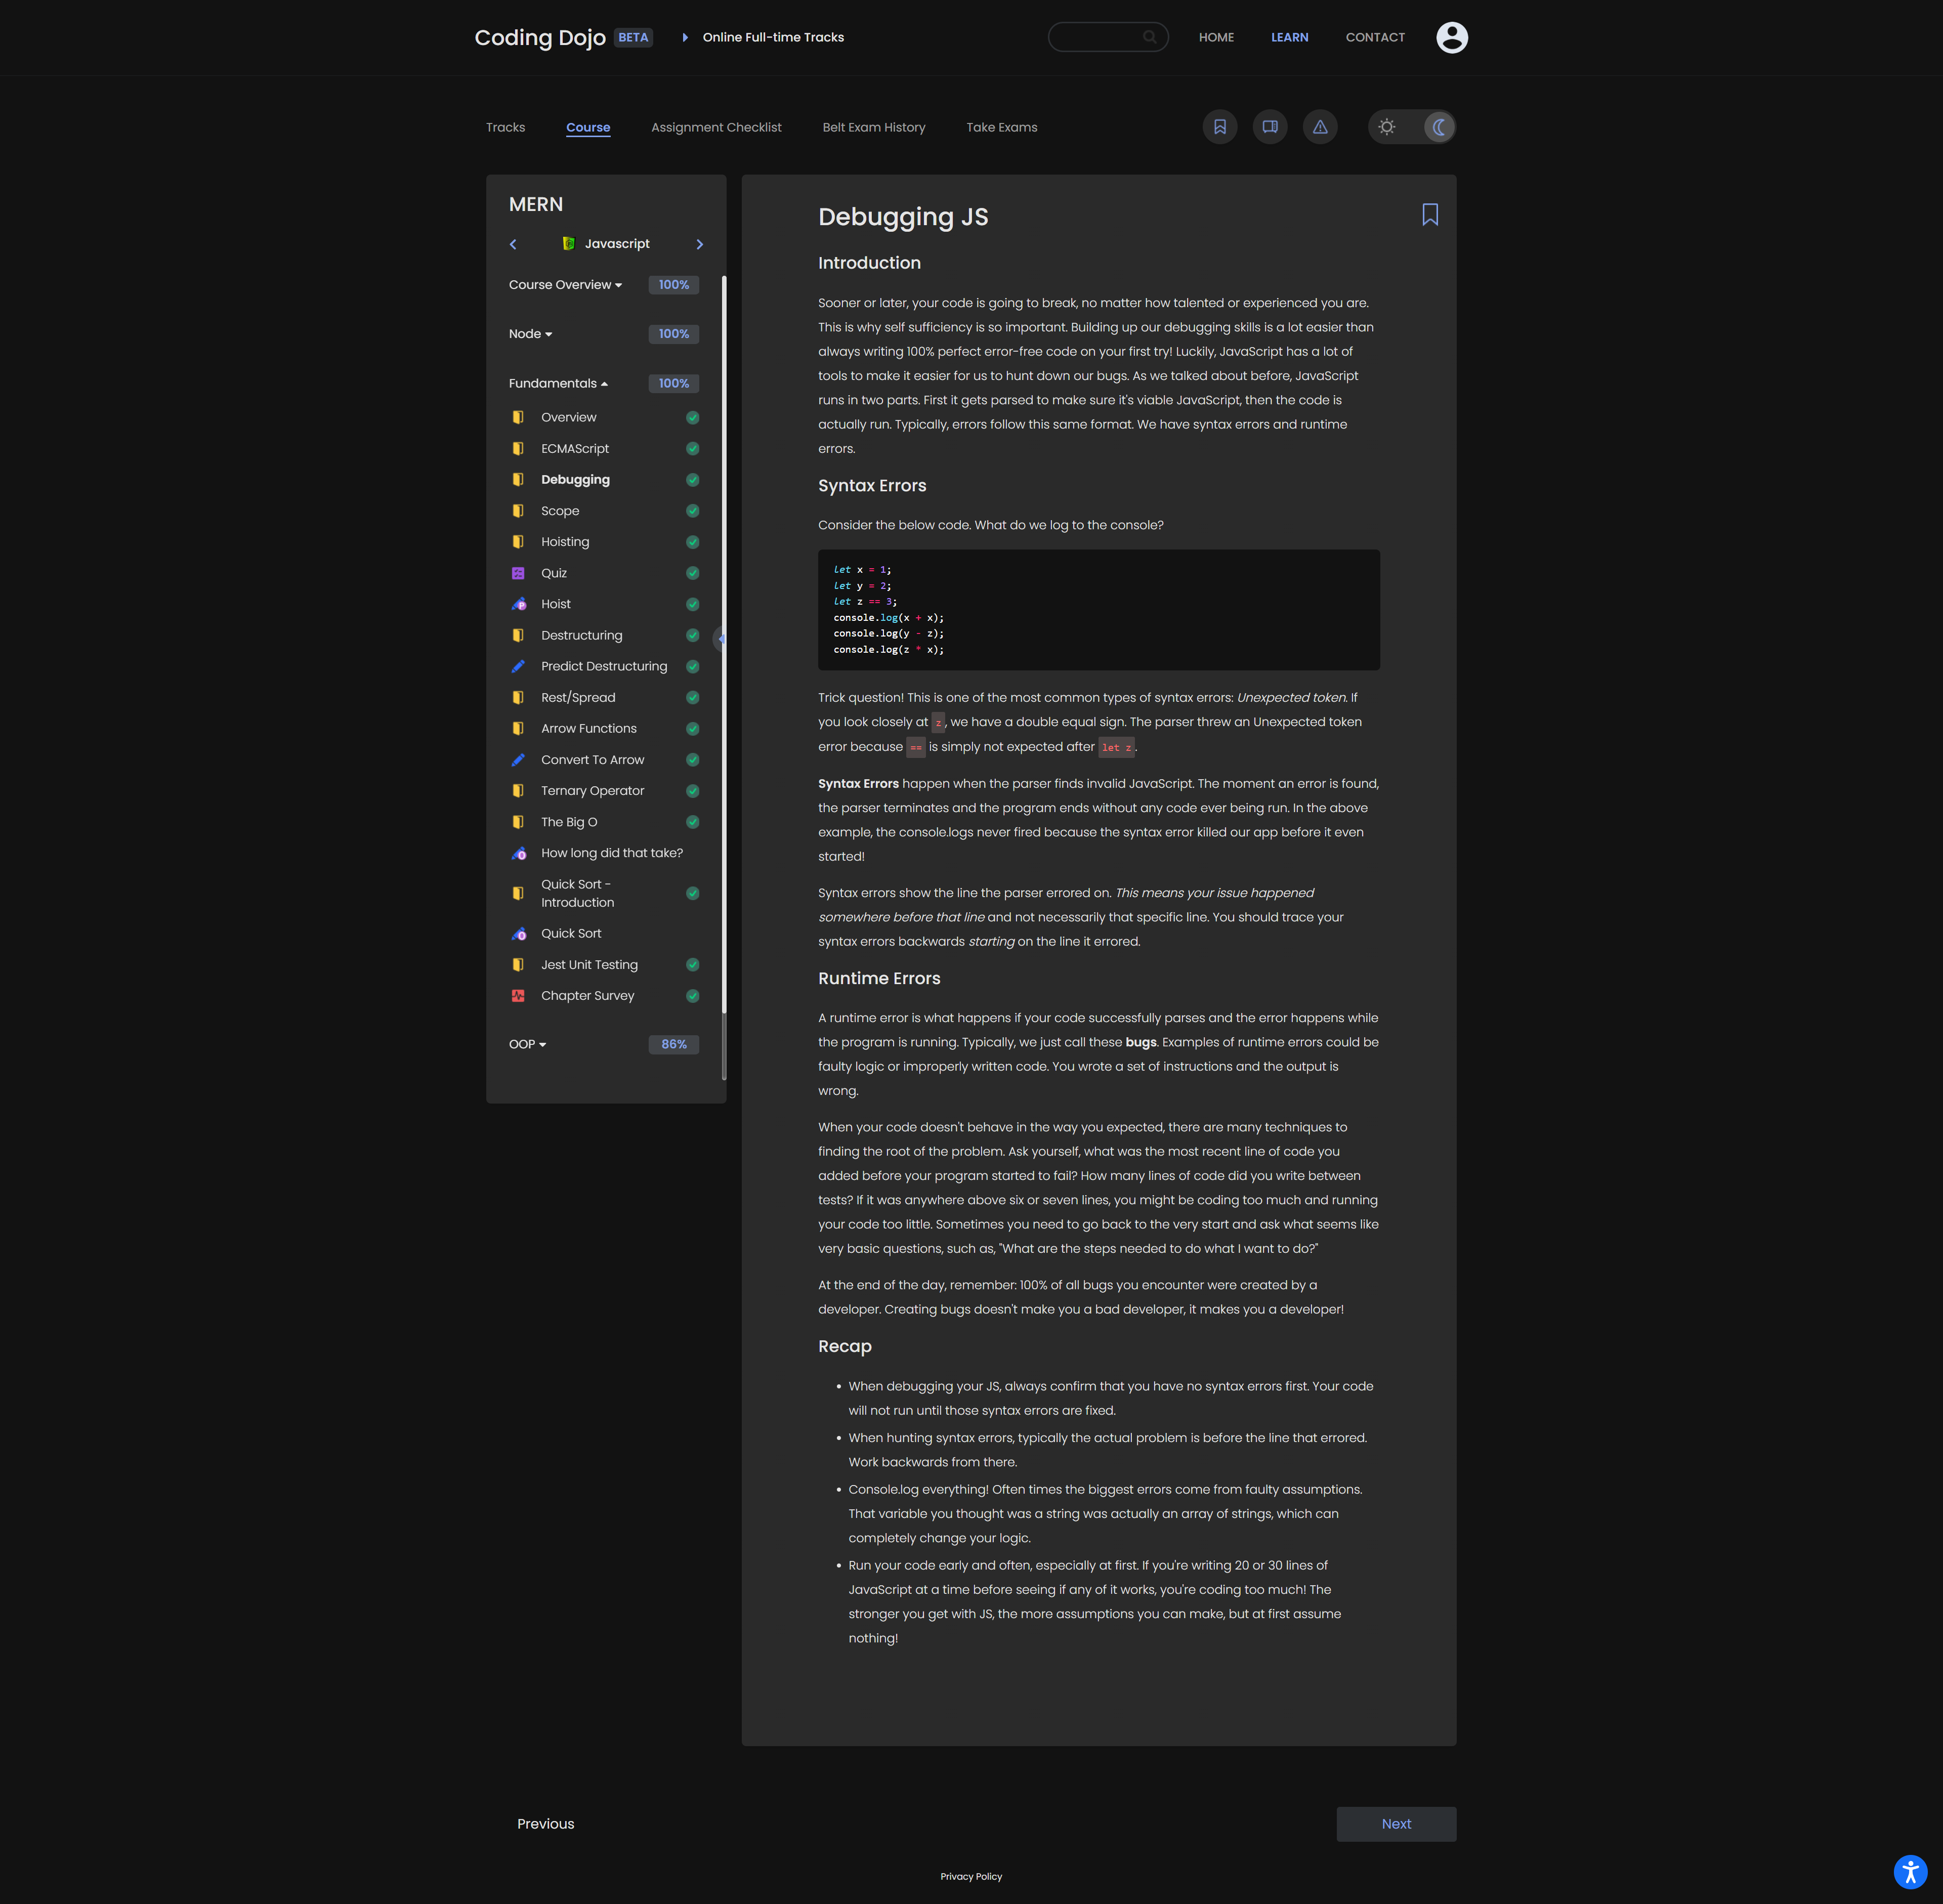 Coding Dojo BETA Online Full-time Tracks HOME LEARN CONTACT
Tracks Course Assignment Checklist Belt Exam History Take Exams
MERN
Javascript
Course Overview 100%
Node 100%
Fundamentals 100%
Overview
ECMAScript
Debugging
Scope
Hoisting
Quiz
Hoist
Destructuring
Predict Destructuring
Rest/Spread
Arrow Functions
Convert To Arrow
Ternary Operator
The Big O
How long did that take?
Quick Sort -
Introduction
Quick Sort
Jest Unit Testing
Chapter Survey
OOP 86%
Debugging JS
Introduction
Sooner or later, your code is going to break, no matter how talented or experienced you are.
This is why self sufficiency is so important. Building up our debugging skills is a lot easier than
always writing 100% perfect error-free code on your first try! Luckily, JavaScript has a lot of
tools to make it easier for us to hunt down our bugs. As we talked about before, JavaScript
runs in two parts. First it gets parsed to make sure it's viable JavaScript, then the code is
actually run. Typically, errors follow this same format. We have syntax errors and runtime
errors.
Syntax Errors
Consider the below code. What do we log to the console?
let x = 1;
let y = 2;
let z == 3;
console.log(x + x);
console.log(y - z);
console.log(z * x);
Trick question! This is one of the most common types of syntax errors: Unexpected token. If
you look closely at z, we have a double equal sign. The parser threw an Unexpected token
error because == is simply not expected after let z.
Syntax Errors happen when the parser finds invalid JavaScript. The moment an error is found,
the parser terminates and the program ends without any code ever being run. In the above
example, the console.logs never fired because the syntax error killed our app before it even
started!
Syntax errors show the line the parser errored on. This means your issue happened
somewhere before that line and not necessarily that specific line. You should trace your
syntax errors backwards starting on the line it errored.
Runtime Errors
A runtime error is what happens if your code successfully parses and the error happens while
the program is running. Typically, we just call these bugs. Examples of runtime errors could be
faulty logic or improperly written code. You wrote a set of instructions and the output is
wrong.
When your code doesn't behave in the way you expected, there are many techniques to
finding the root of the problem. Ask yourself, what was the most recent line of code you
added before your program started to fail? How many lines of code did you write between
tests? If it was anywhere above six or seven lines, you might be coding too much and running
your code too little. Sometimes you need to go back to the very start and ask what seems like
very basic questions, such as, "What are the steps needed to do what I want to do?"
At the end of the day, remember: 100% of all bugs you encounter were created by a
developer. Creating bugs doesn't make you a bad developer, it makes you a developer!
Recap
• When debugging your JS, always confirm that you have no syntax errors first. Your code
will not run until those syntax errors are fixed.
• When hunting syntax errors, typically the actual problem is before the line that errored.
Work backwards from there.
• Console.log everything! Often times the biggest errors come from faulty assumptions.
That variable you thought was a string was actually an array of strings, which can
completely change your logic.
• Run your code early and often, especially at first. If you're writing 20 or 30 lines of
JavaScript at a time before seeing if any of it works, you're coding too much! The
stronger you get with JS, the more assumptions you can make, but at first assume
nothing!
Previous Next
Privacy Policy